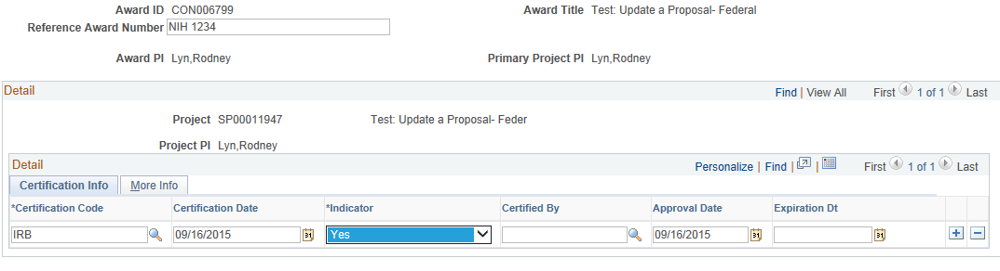 Award ID CON006799 Award Title Test: Update a Proposal- Federal
Reference Award Number NIH 1234
Award PI Lyn,Rodney Primary Project PI Lyn,Rodney
Detail Find | View All First 1 of 1 Last
Project SP00011947 Test: Update a Proposal- Feder
Project PI Lyn,Rodney
Detail Personalize | Find | | First 1 of 1 Last
Certification Info More Info
*Certification Code Certification Date *Indicator Certified By Approval Date Expiration Dt
IRB 09/16/2015 31 Yes 09/16/2015 31 31 + −